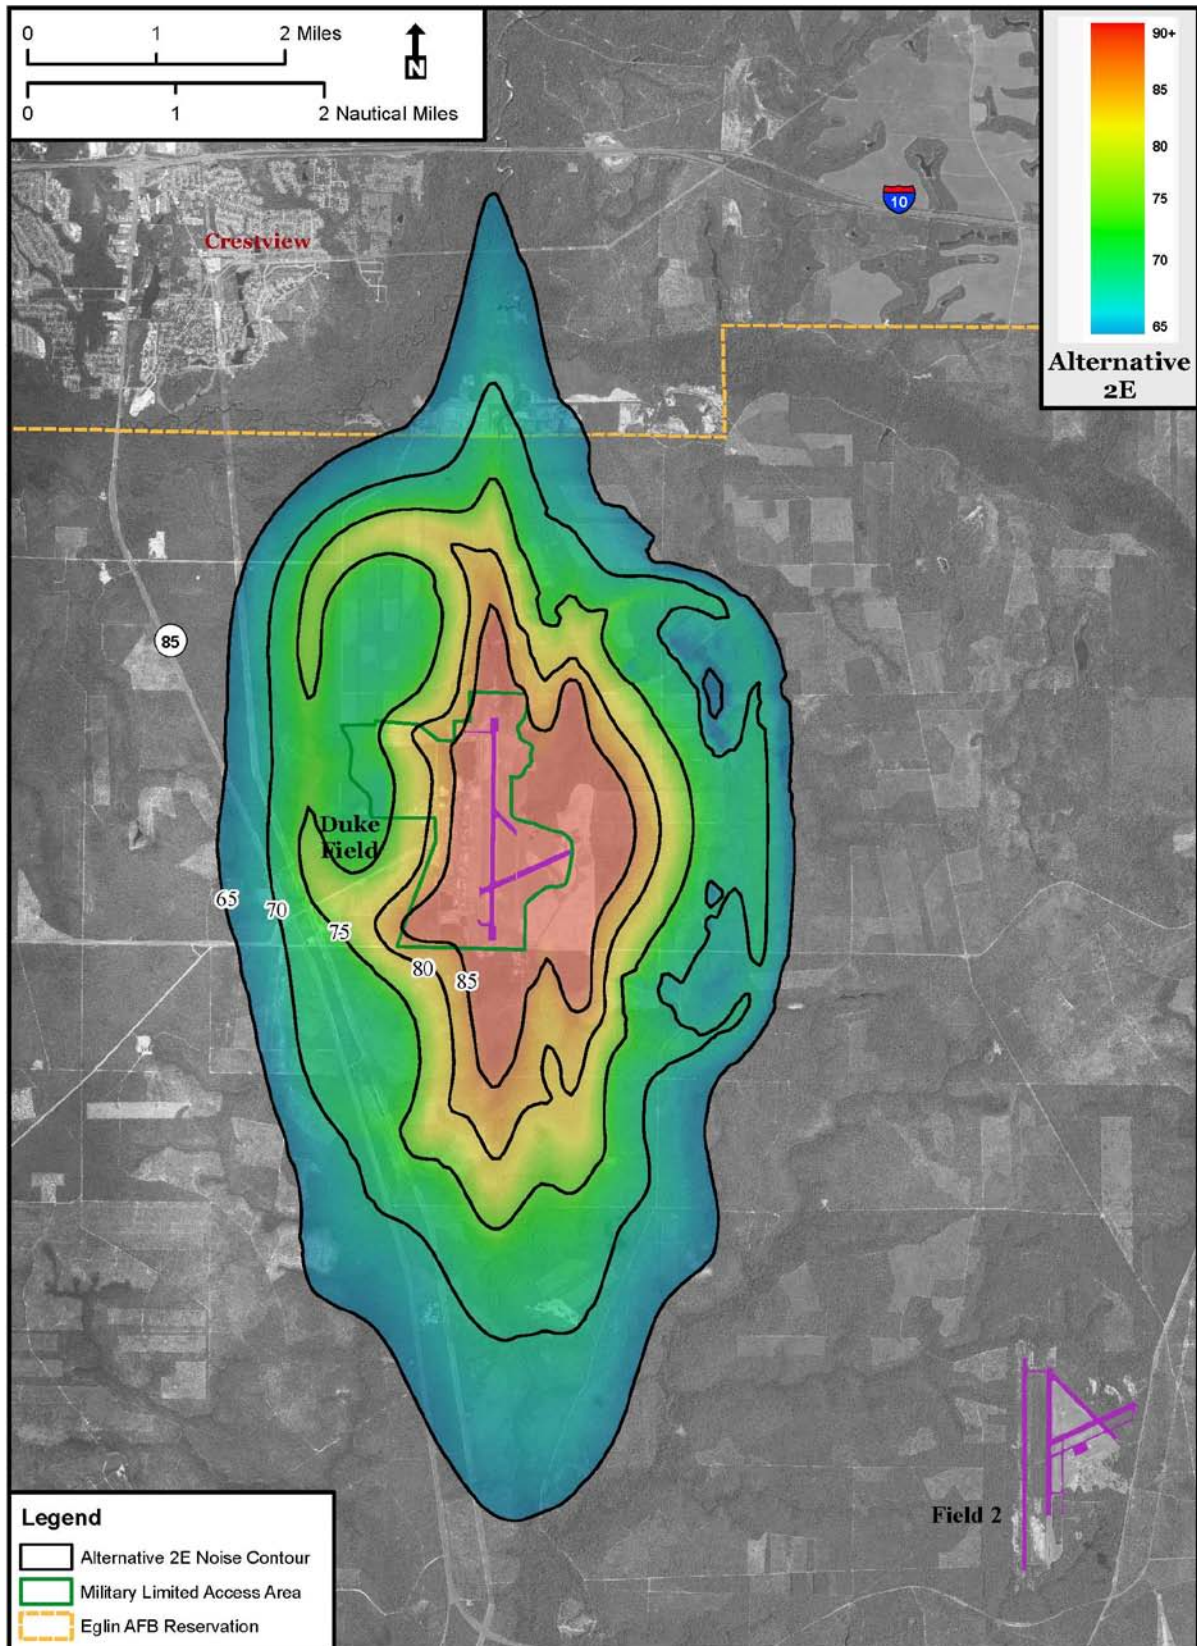 0 1 2 Miles
N
0 1 2 Nautical Miles
90+
85
80
75
70
65
Alternative
2E
10
Crestview
85
Duke
Field
65
70
75
80
85
Field 2
Legend
Alternative 2E Noise Contour
Military Limited Access Area
Eglin AFB Reservation